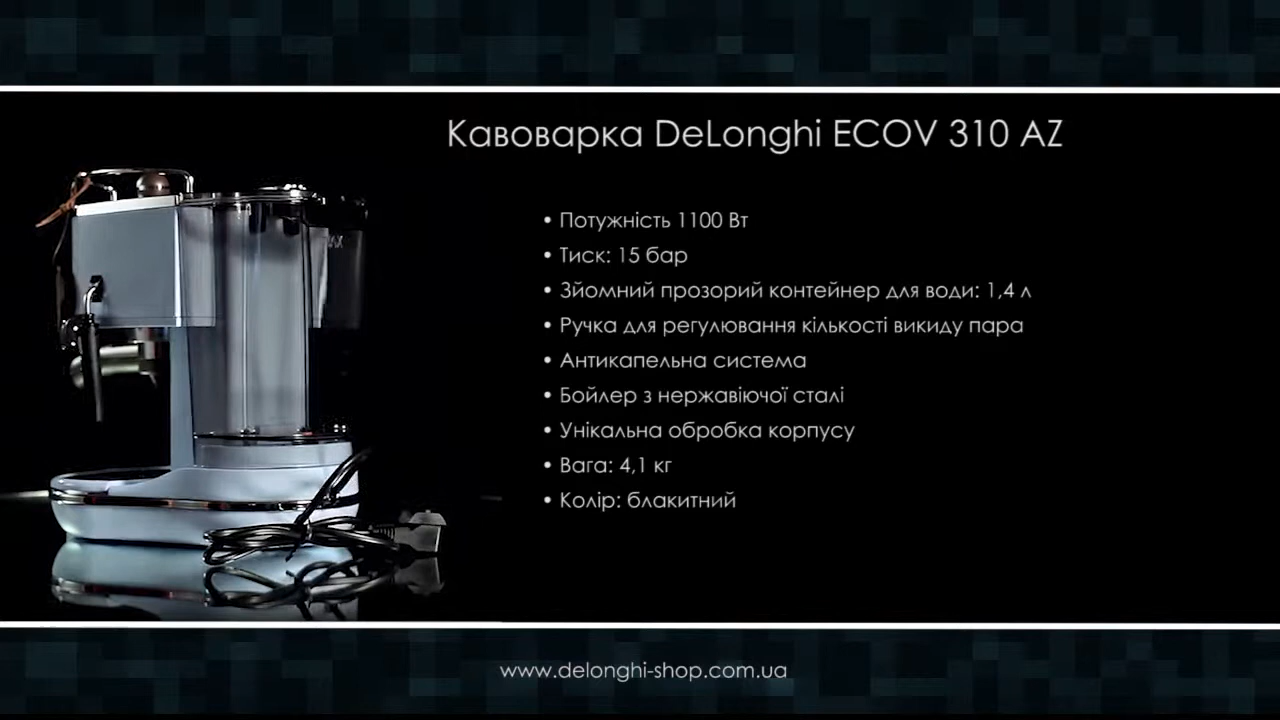 Кавоварка DeLonghi ECOV 310 AZ
• Потужність 1100 Вт
• Тиск: 15 бар
• Зйомний прозорий контейнер для води: 1,4 л
• Ручка для регулювання кількості викиду пара
• Антикапельна система
• Бойлер з нержавіючої сталі
• Унікальна обробка корпусу
• Вага: 4,1 кг
• Колір: блакитний
www.delonghi-shop.com.ua